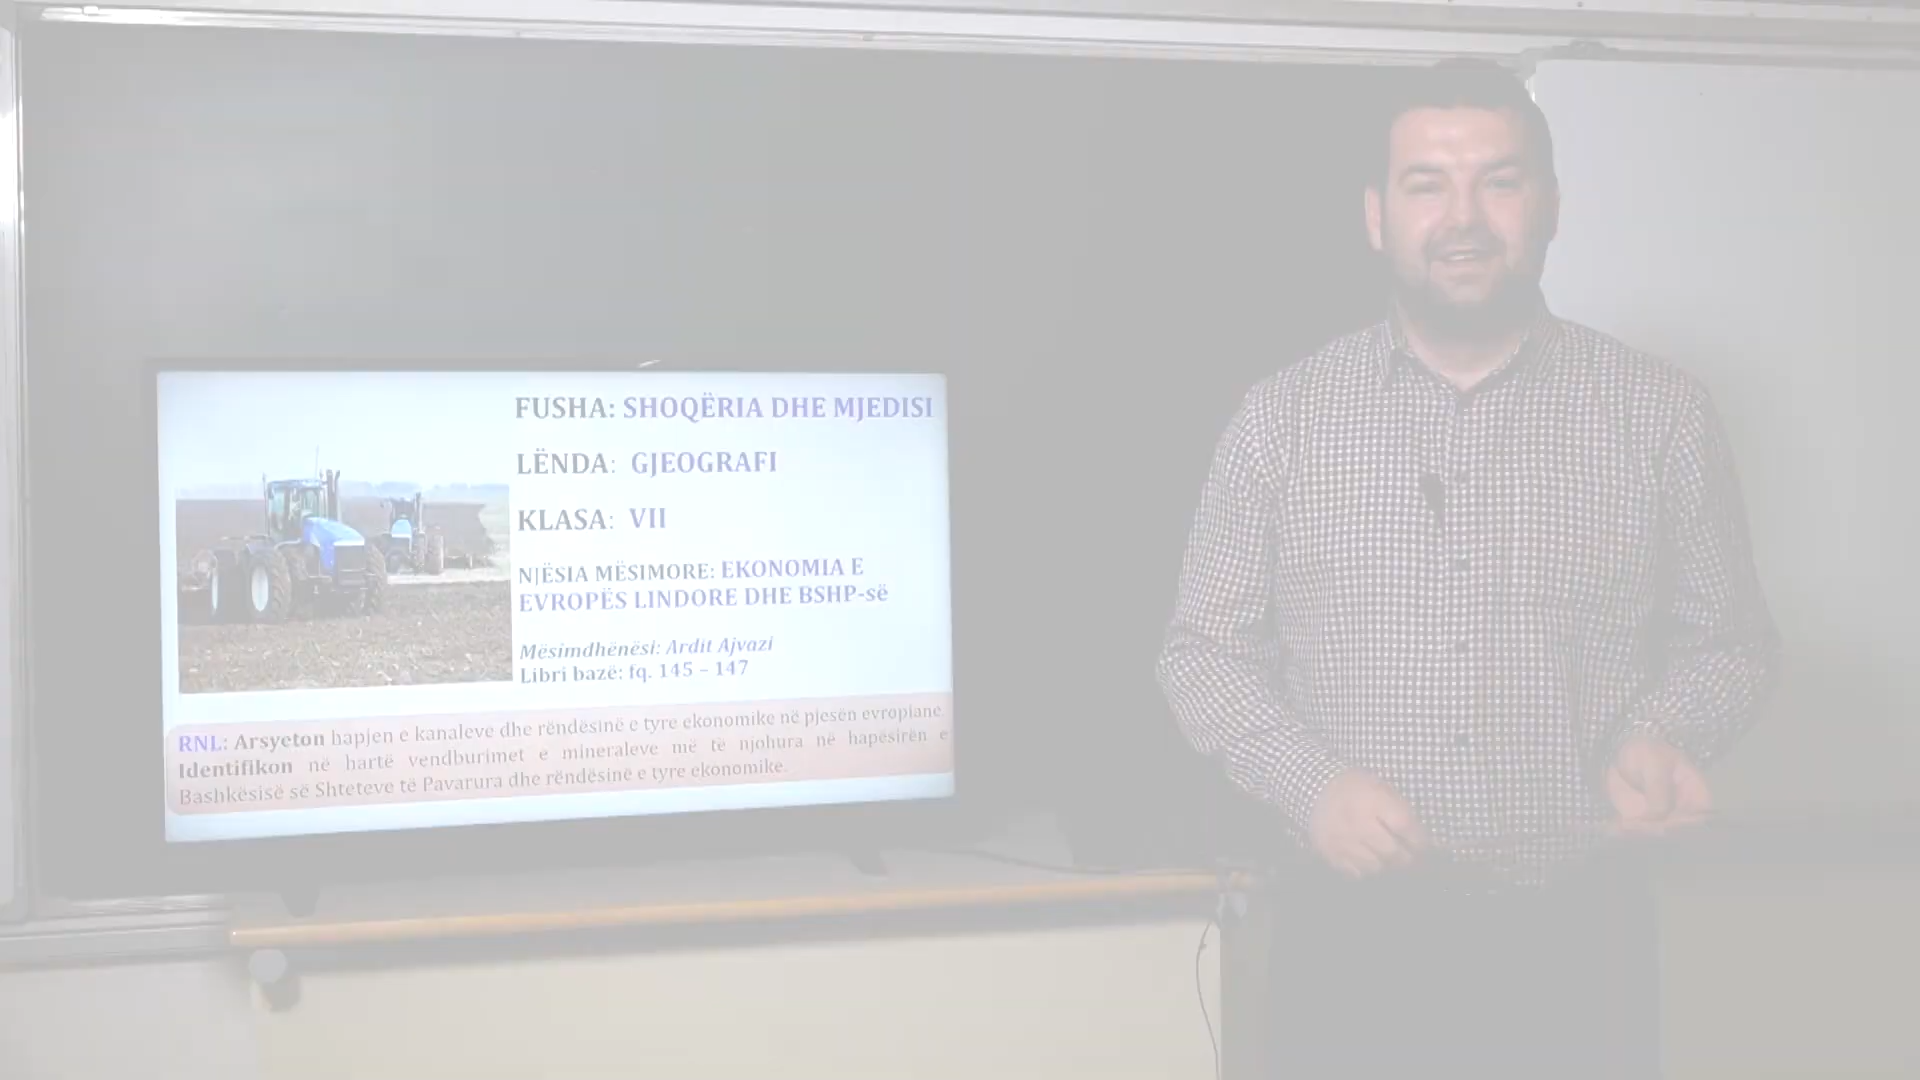 FUSHA: SHOQËRIA DHE MJEDISI
LËNDA: GJEOGRAFI
KLASA: VII
NJËSIA MËSIMORE: EKONOMIA E
EVROPËS LINDORE DHE BSHP-së
Mësimdhënësi: Ardit Ajvazi
Libri bazë: fq. 145 – 147
RNL: Arsyeton hapjen e kanaleve dhe rëndësinë e tyre ekonomike në pjesën evropiane.
Identifikon në hartë vendburimet e mineraleve më të njohura në hapësirën e
Bashkësisë së Shteteve të Pavarura dhe rëndësinë e tyre ekonomike.